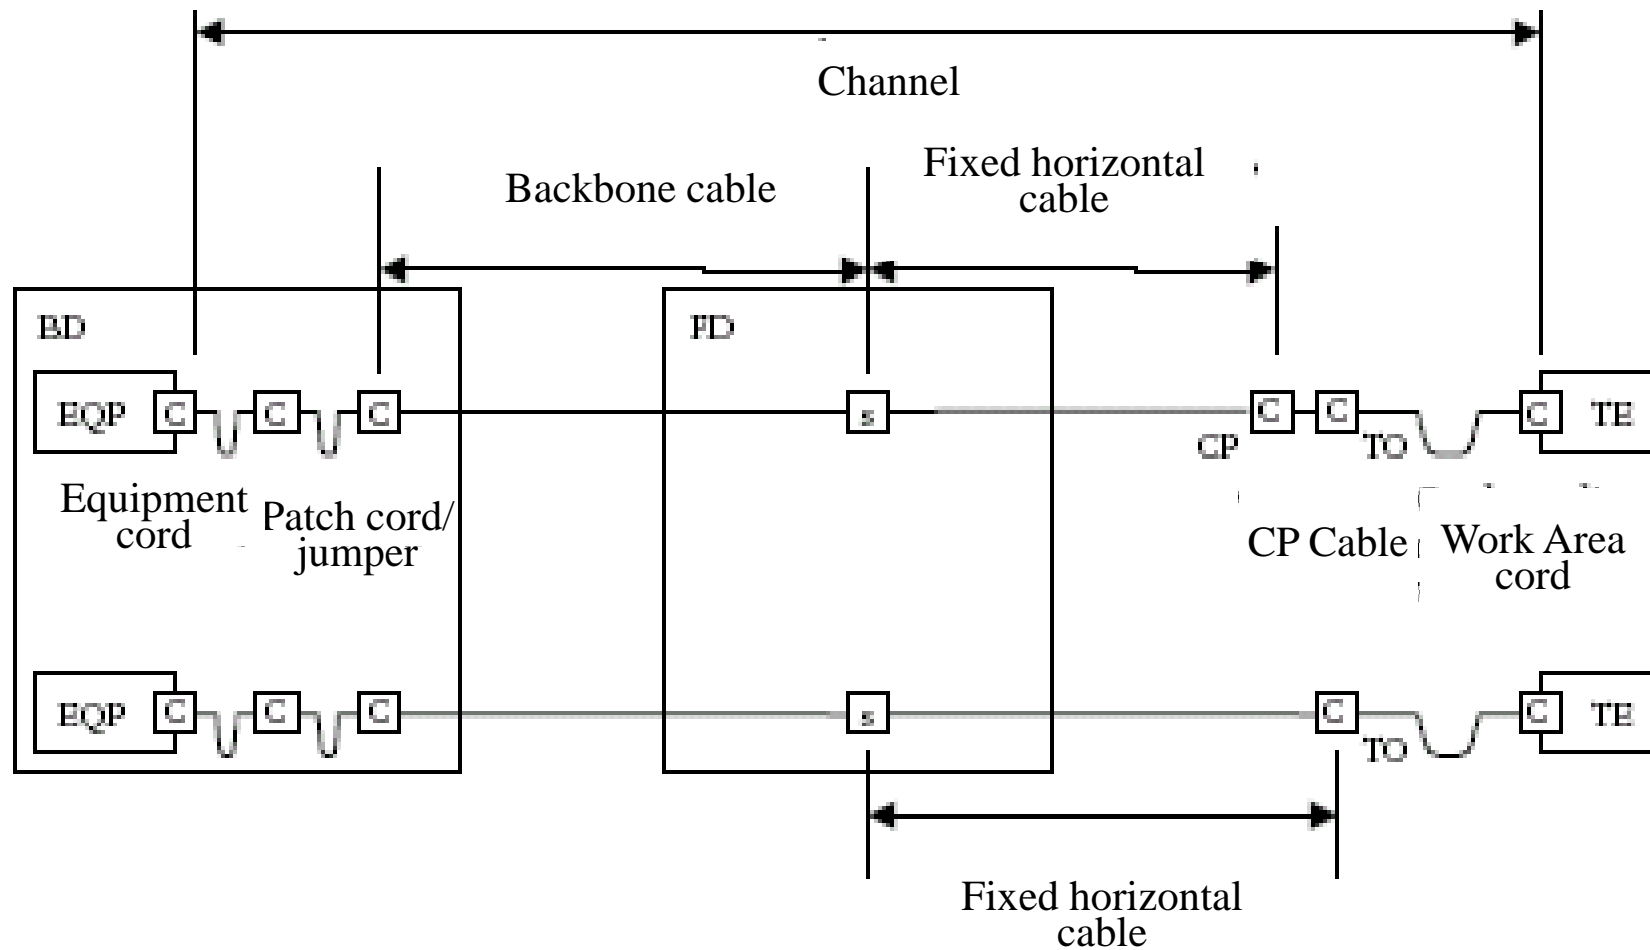 Channel
Backbone cable
Fixed horizontal
cable
BD
FD
EQP C C C s C C C TE
CP TO
Equipment
cord
Patch cord/
jumper
CP Cable
Work Area
cord
EQP C C C s C C TE
TO
Fixed horizontal
cable